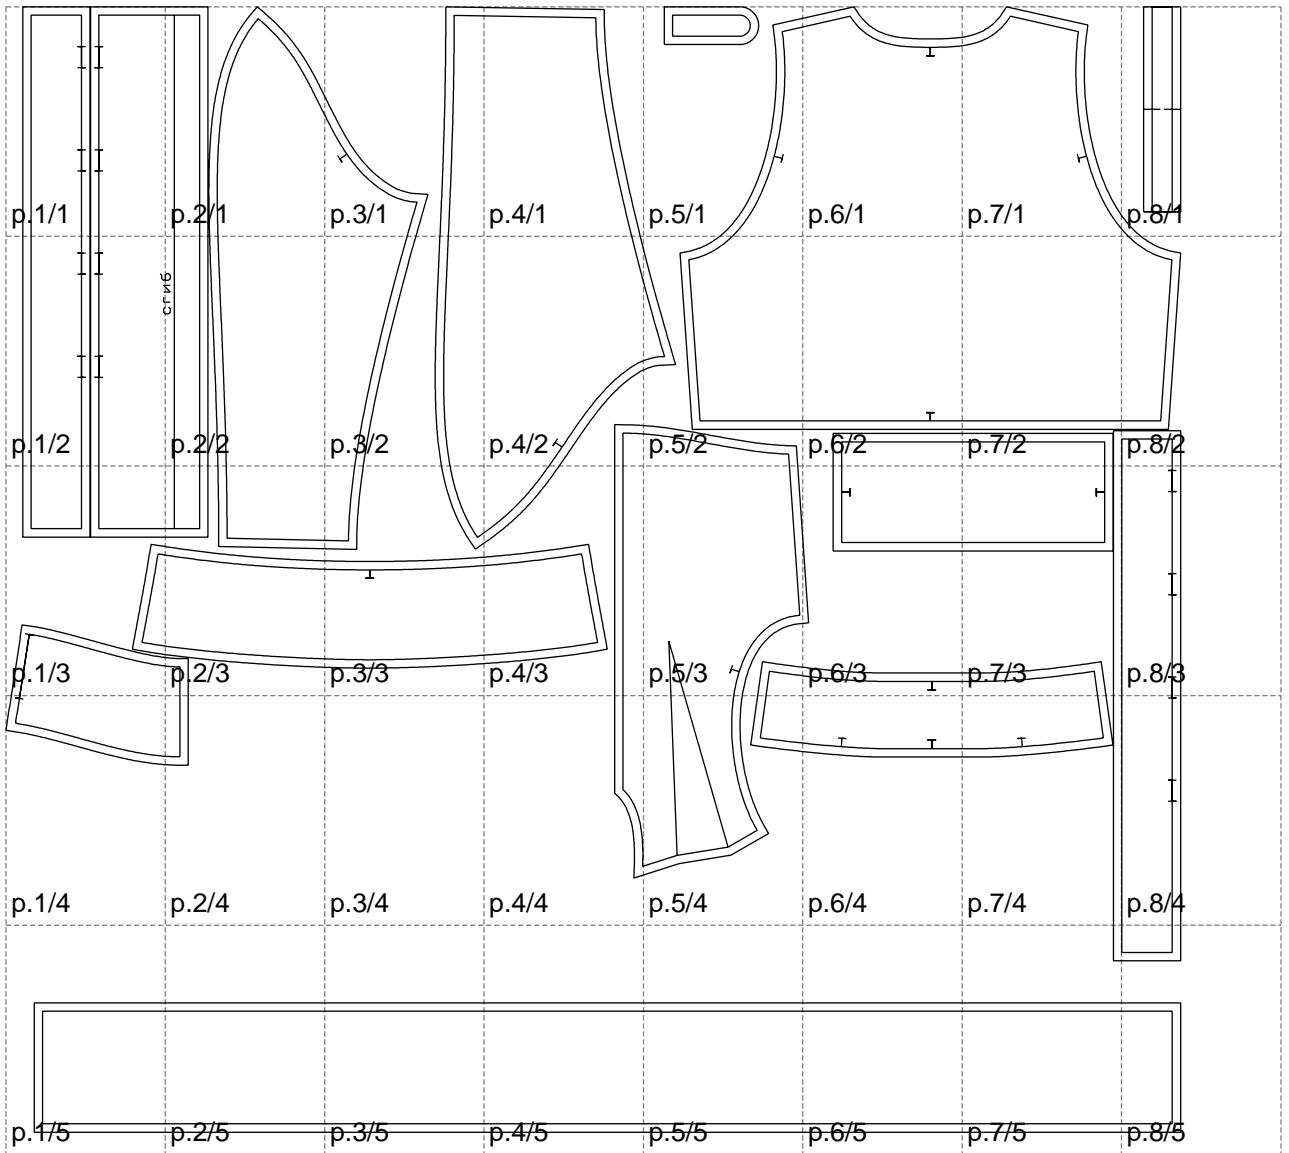 p.1/1 p.2/1 p.3/1 p.4/1 p.5/1 p.6/1 p.7/1 p.8/1
сгиб
p.1/2 p.2/2 p.3/2 p.4/2 p.5/2 p.6/2 p.7/2 p.8/2
p.1/3 p.2/3 p.3/3 p.4/3 p.5/3 p.6/3 p.7/3 p.8/3
p.1/4 p.2/4 p.3/4 p.4/4 p.5/4 p.6/4 p.7/4 p.8/4
p.1/5 p.2/5 p.3/5 p.4/5 p.5/5 p.6/5 p.7/5 p.8/5